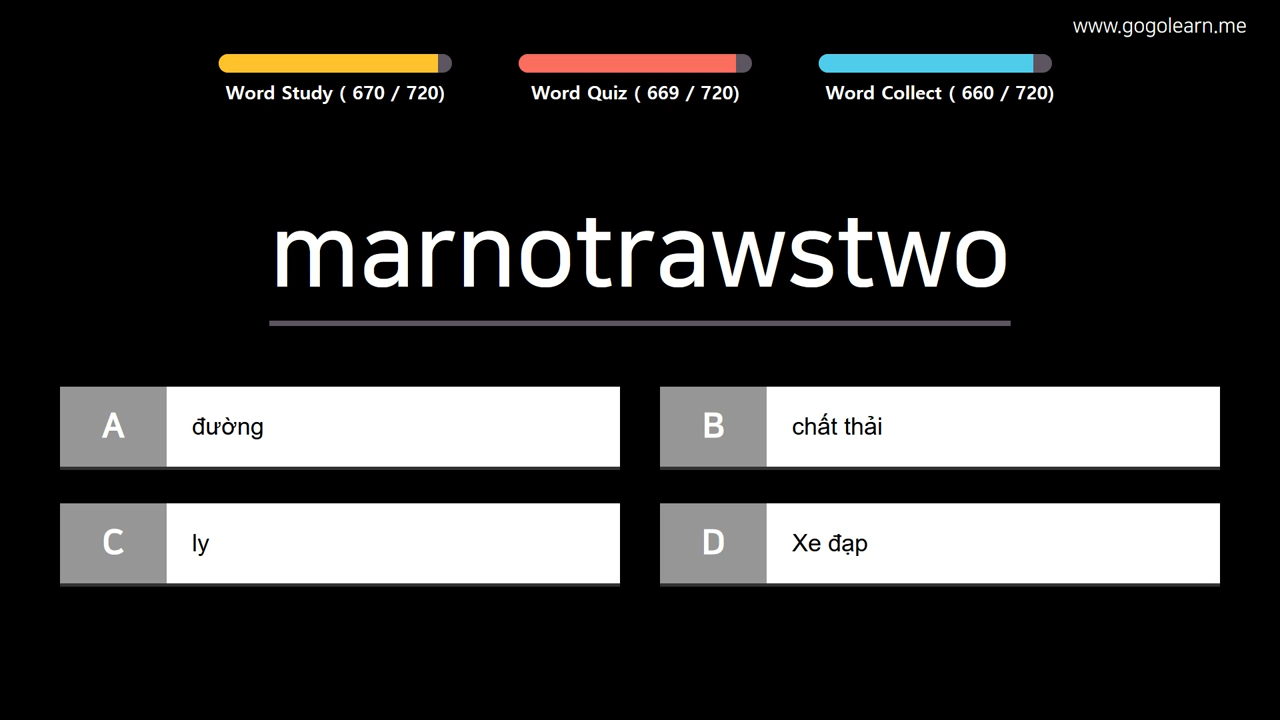 www.gogolearn.me
Word Study ( 670 / 720)
Word Quiz ( 669 / 720)
Word Collect ( 660 / 720)
marnotrawstwo
A đường
B chất thải
C ly
D Xe đạp